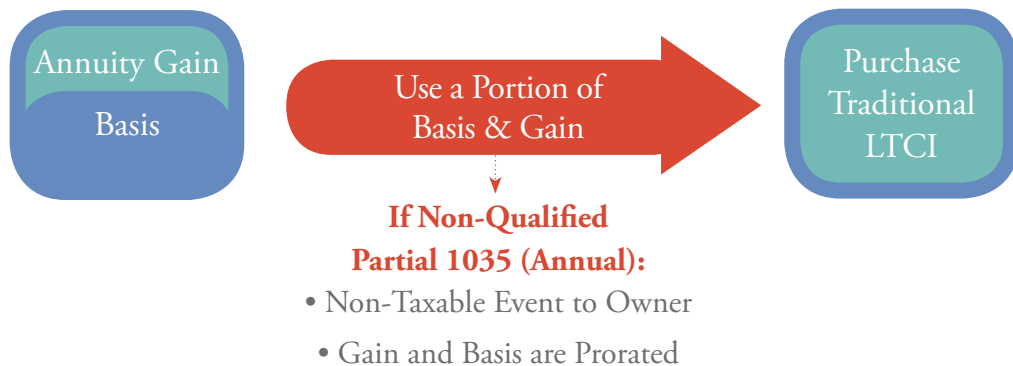 Annuity Gain
Basis
Use a Portion of
Basis & Gain
Purchase
Traditional
LTCI
If Non-Qualified
Partial 1035 (Annual):
• Non-Taxable Event to Owner
• Gain and Basis are Prorated